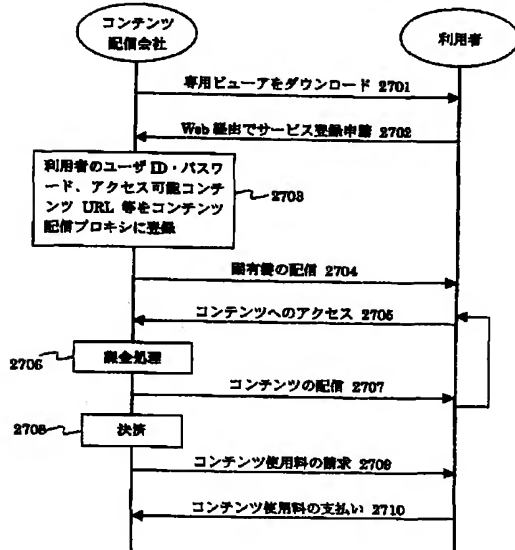 コンテンツ
配信会社
利用者
専用ビューアをダウンロード 2701
Web 経由でサービス登録申請 2702
利用者のユーザ ID・パスワ
ード、アクセス可能コンテ
ンツ URL 等をコンテンツ
配信プロキシに登録
2703
固有鍵の配信 2704
コンテンツへのアクセス 2705
2706
課金処理
コンテンツの配信 2707
2708
決済
コンテンツ使用料の請求 2709
コンテンツ使用料の支払い 2710